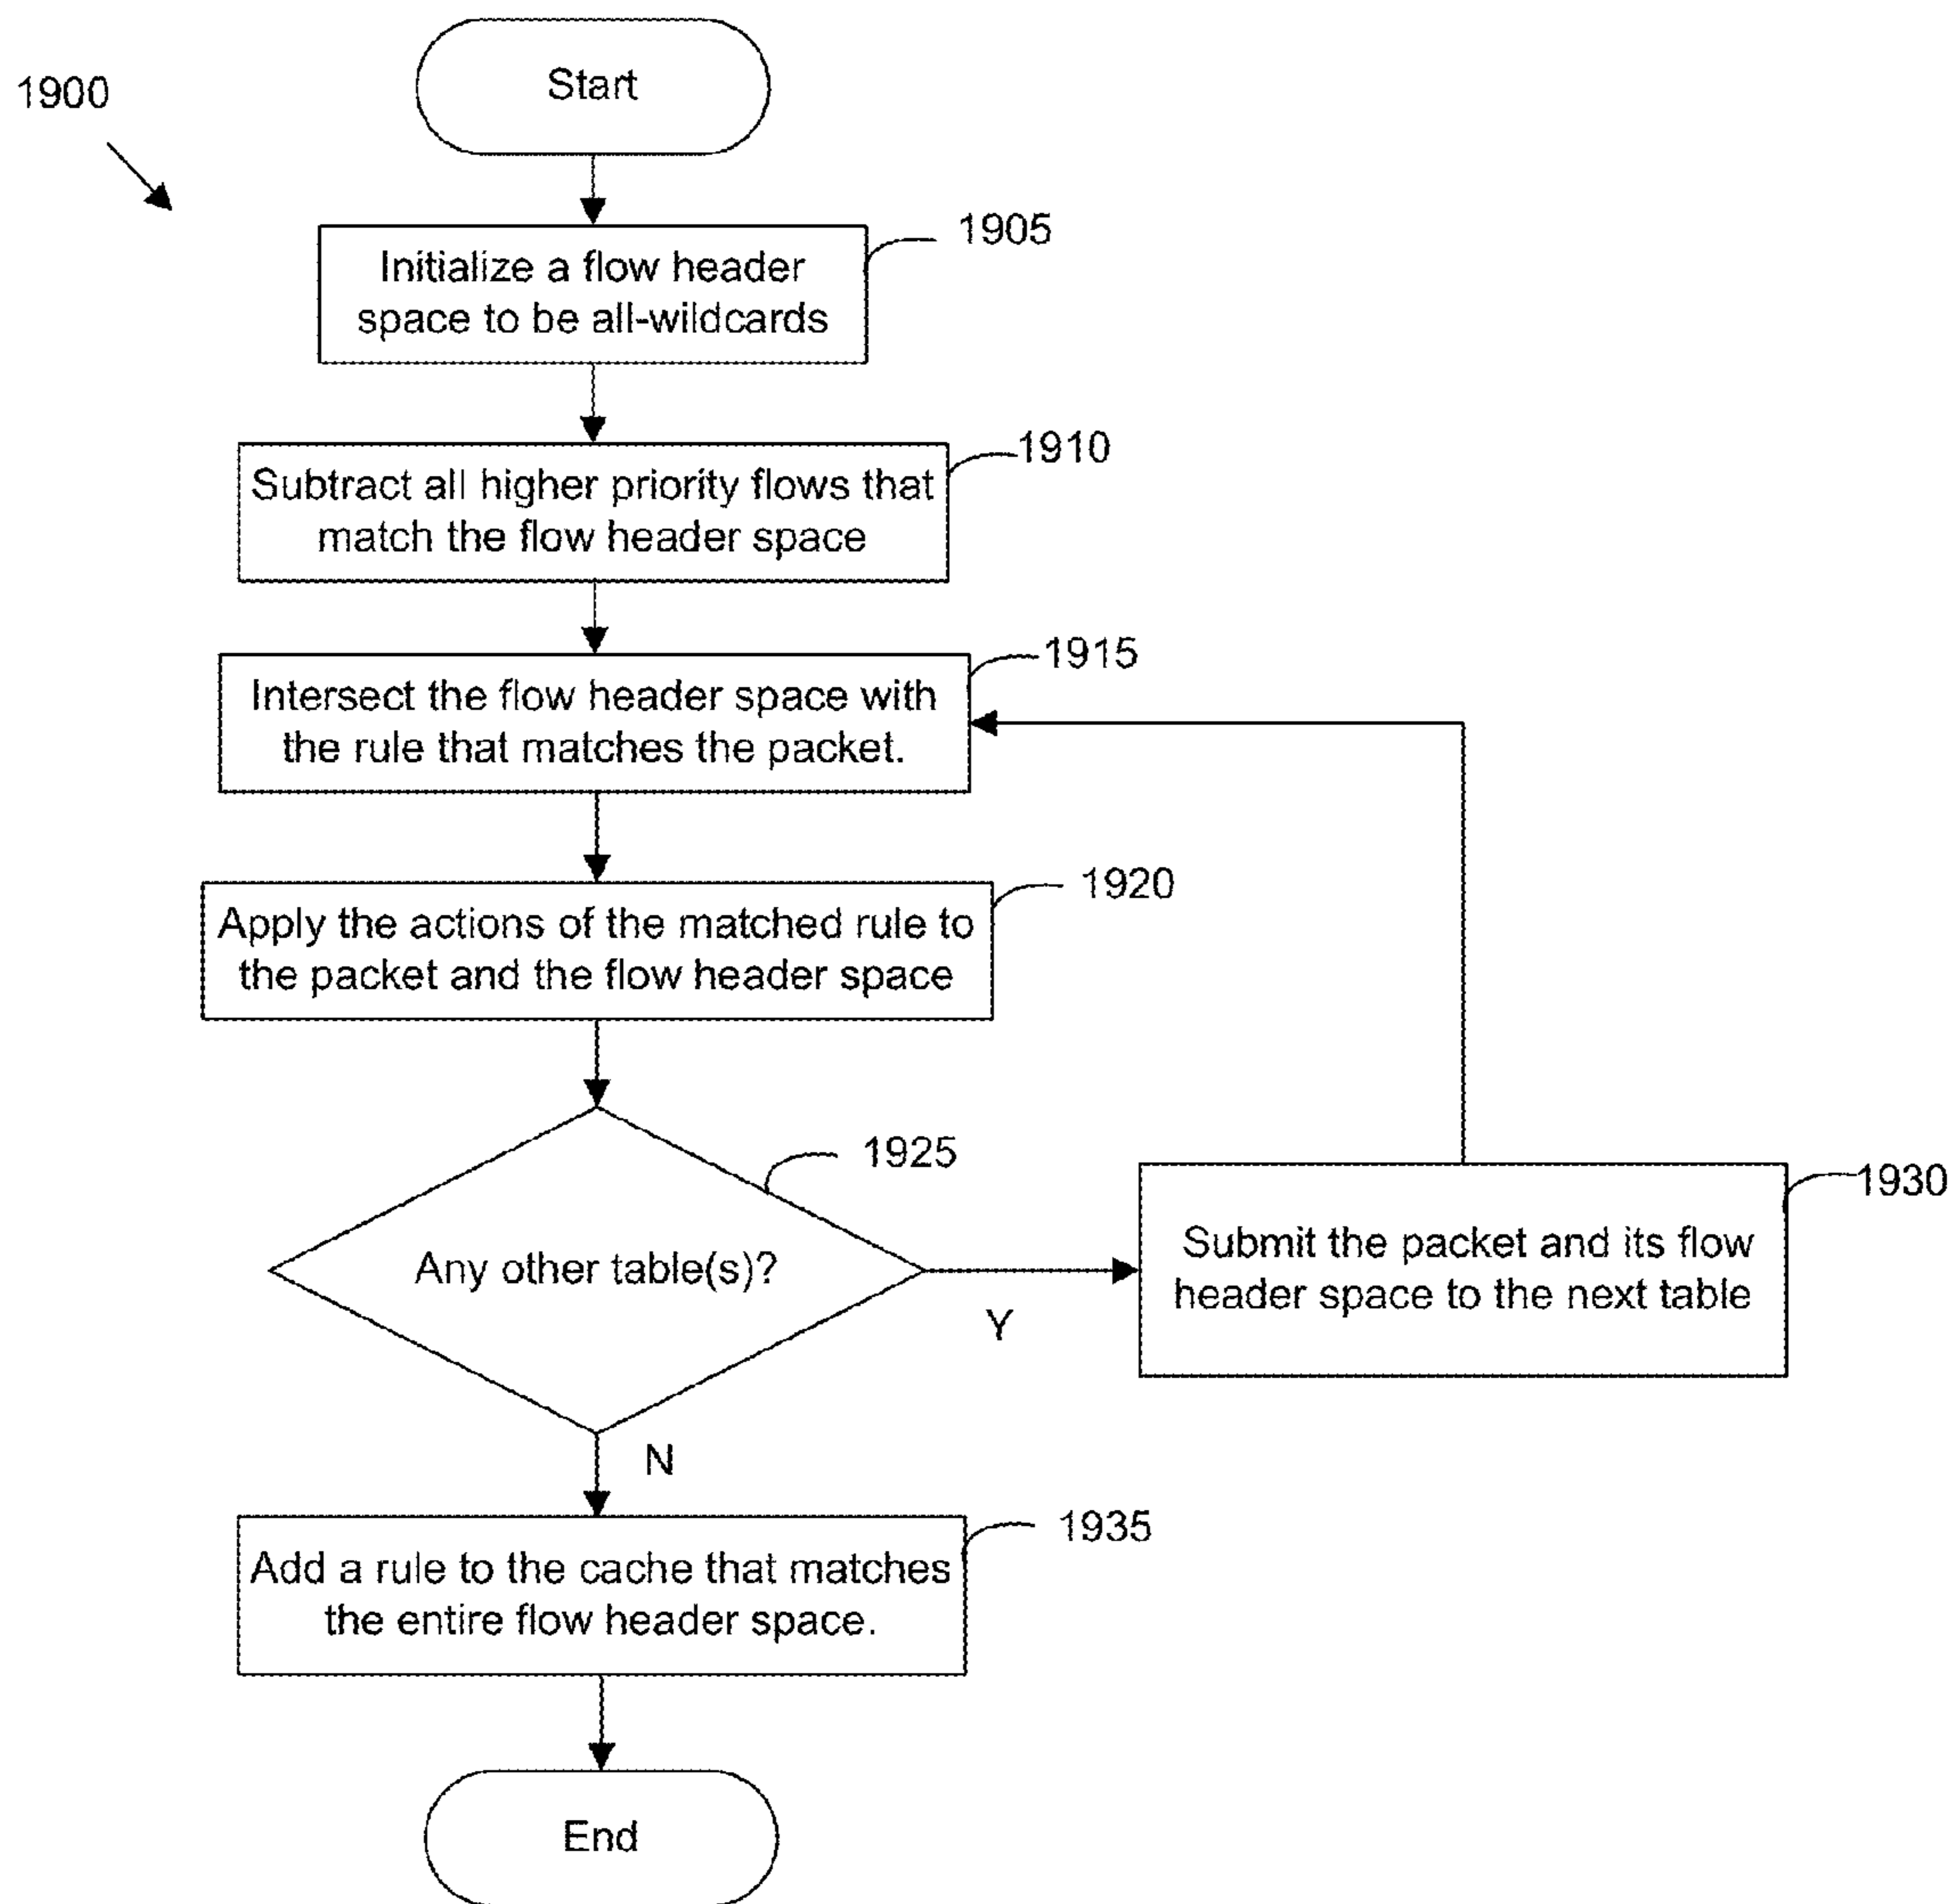 1900
Start
1905
Initialize a flow header
space to be all-wildcards
1910
Subtract all higher priority flows that
match the flow header space
1915
Intersect the flow header space with
the rule that matches the packet.
1920
Apply the actions of the matched rule to
the packet and the flow header space
1925
Any other table(s)?
Y
1930
Submit the packet and its flow
header space to the next table
N
1935
Add a rule to the cache that matches
the entire flow header space.
End